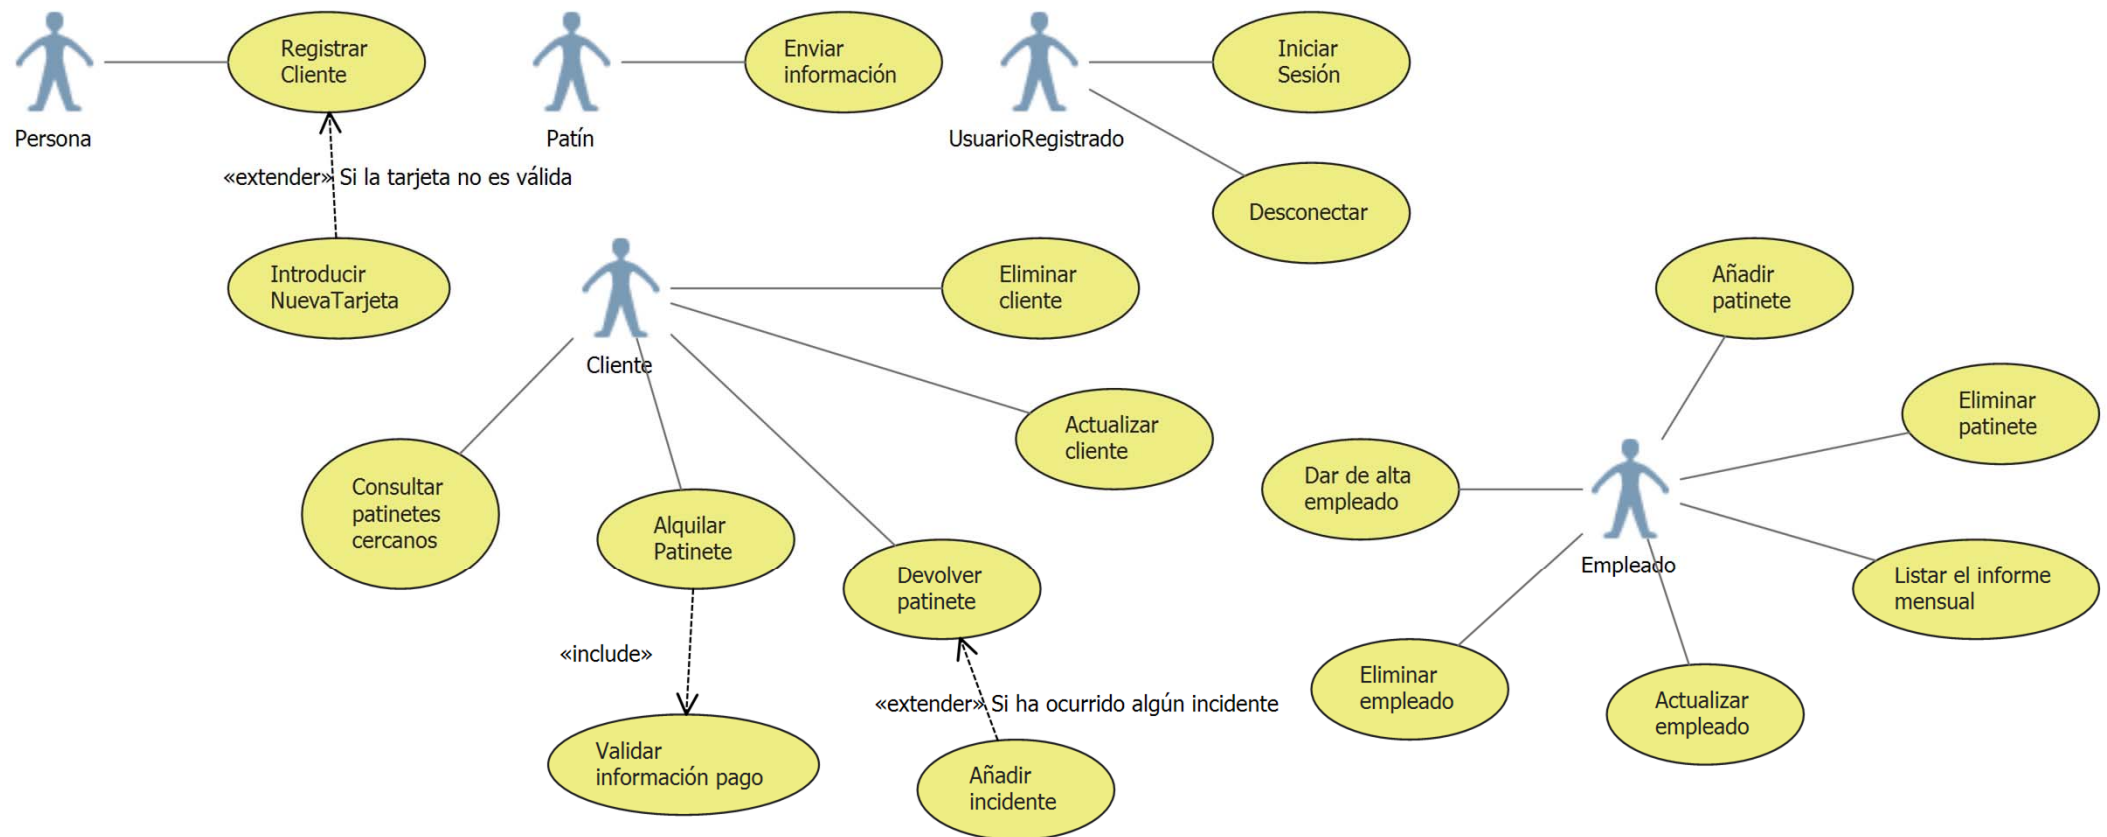 Registrar
Cliente
Enviar
información
Iniciar
Sesión
Persona
Patín
UsuarioRegistrado
«extender» Si la tarjeta no es válida
Desconectar
Introducir
NuevaTarjeta
Eliminar
cliente
Añadir
patinete
Cliente
Actualizar
cliente
Eliminar
patinete
Consultar
patinetes
cercanos
Alquilar
Patinete
Dar de alta
empleado
Devolver
patinete
Empleado
Listar el informe
mensual
«include»
Eliminar
empleado
Actualizar
empleado
«extender» Si ha ocurrido algún incidente
Validar
información pago
Añadir
incidente